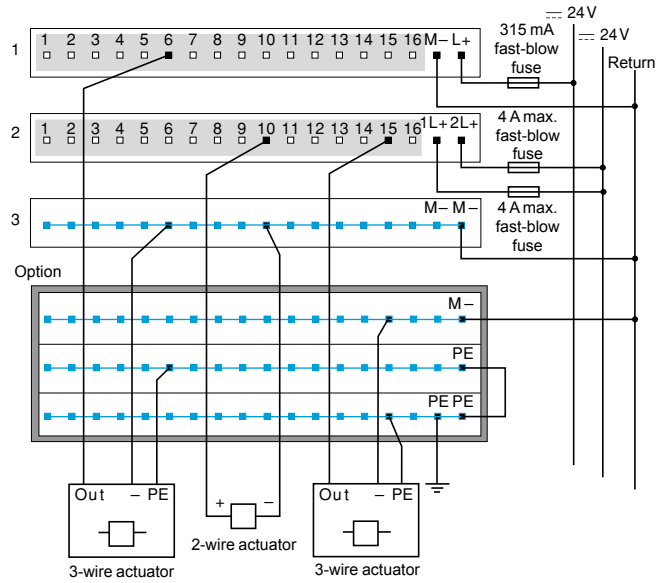 ⎓ 24 V
1 2 3 4 5 6 7 8 9 10 11 12 13 14 15 16 M– L+
315 mA
fast-blow
fuse
⎓ 24 V
Return
1
1 2 3 4 5 6 7 8 9 10 11 12 13 14 15 16 1L+ 2L+
4 A max.
fast-blow
fuse
2
M– M–
4 A max.
fast-blow
fuse
3
Option
M–
PE
PE PE
Out – PE
+ –
Out – PE
2-wire actuator
3-wire actuator
3-wire actuator